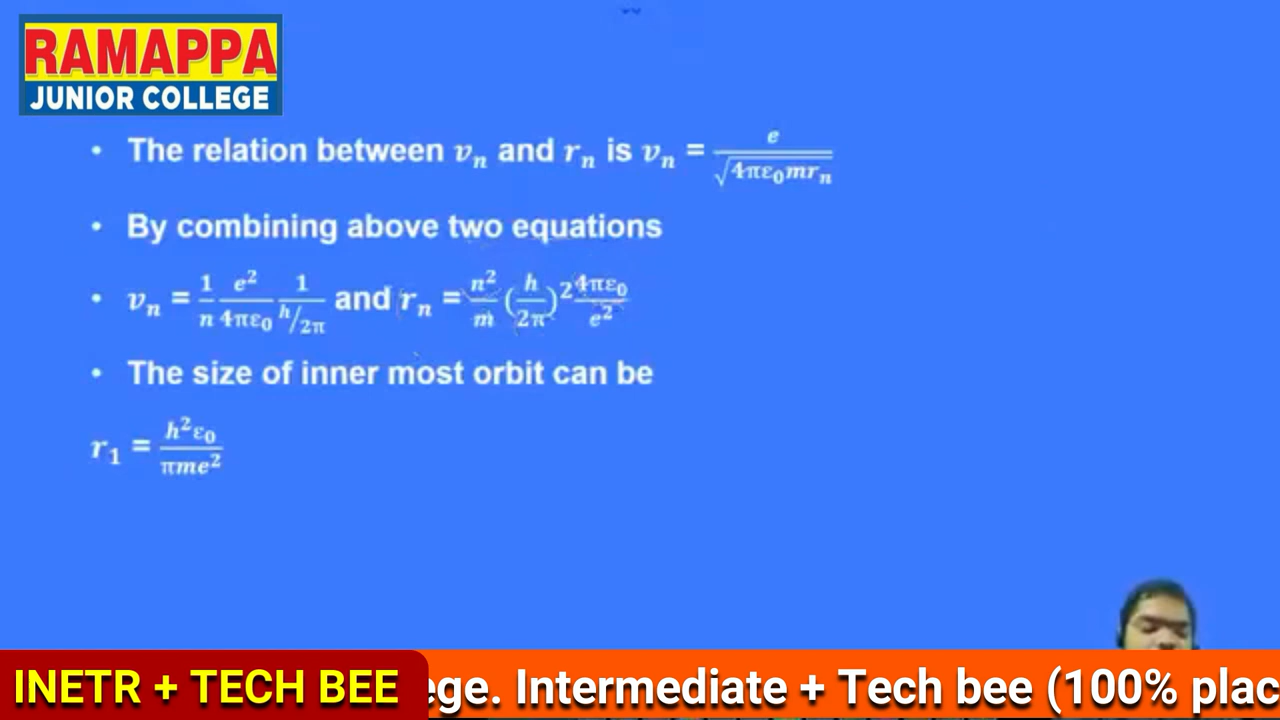 RAMAPPA
JUNIOR COLLEGE
• The relation between vₙ and rₙ is vₙ = e/√(4πε₀mrₙ)
• By combining above two equations
• vₙ = (1/n) (e²/4πε₀) (1/(h/2π)) and rₙ = (n²/m) (h/2π)² (4πε₀/e²)
• The size of inner most orbit can be
r₁ = h²ε₀/πme²
INETR + TECH BEE ege. Intermediate + Tech bee (100% plac